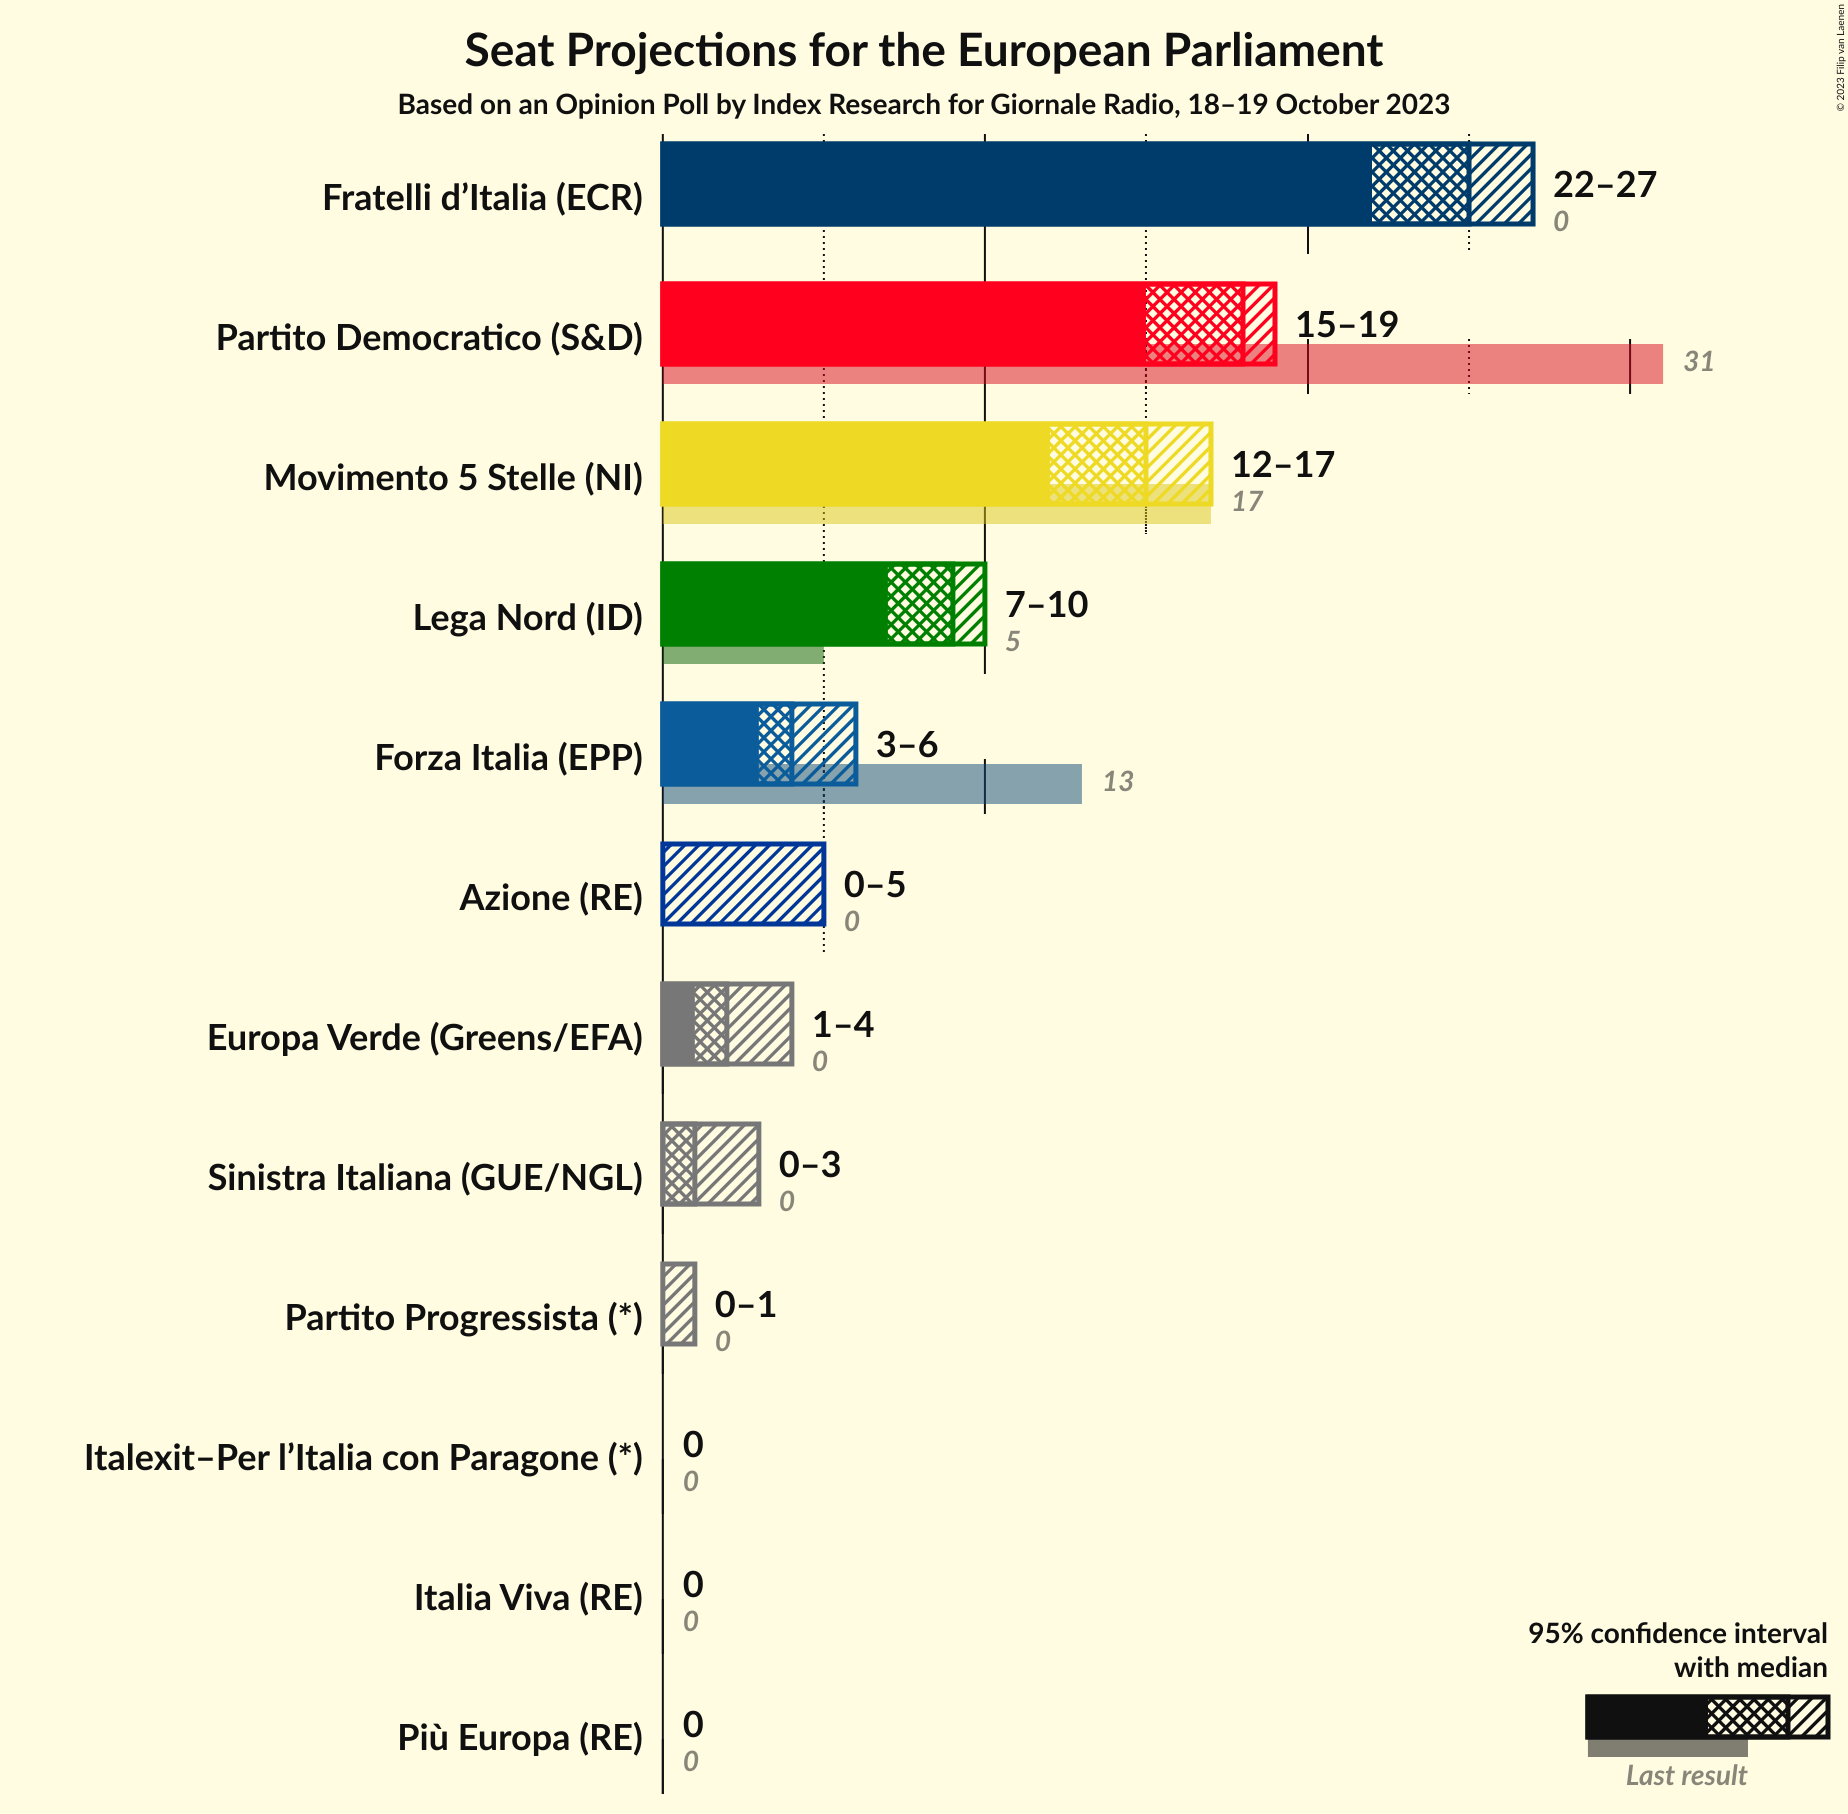 Seat Projections for the European Parliament
Based on an Opinion Poll by Index Research for Giornale Radio, 18–19 October 2023
© 2023 Filip van Laenen
Fratelli d’Italia (ECR)
22–27
0
Partito Democratico (S&D)
15–19
31
Movimento 5 Stelle (NI)
12–17
17
Lega Nord (ID)
7–10
5
Forza Italia (EPP)
3–6
13
Azione (RE)
0–5
0
Europa Verde (Greens/EFA)
1–4
0
Sinistra Italiana (GUE/NGL)
0–3
0
Partito Progressista (*)
0–1
0
Italexit–Per l’Italia con Paragone (*)
0
0
Italia Viva (RE)
0
0
Più Europa (RE)
0
0
95% confidence interval
with median
Last result